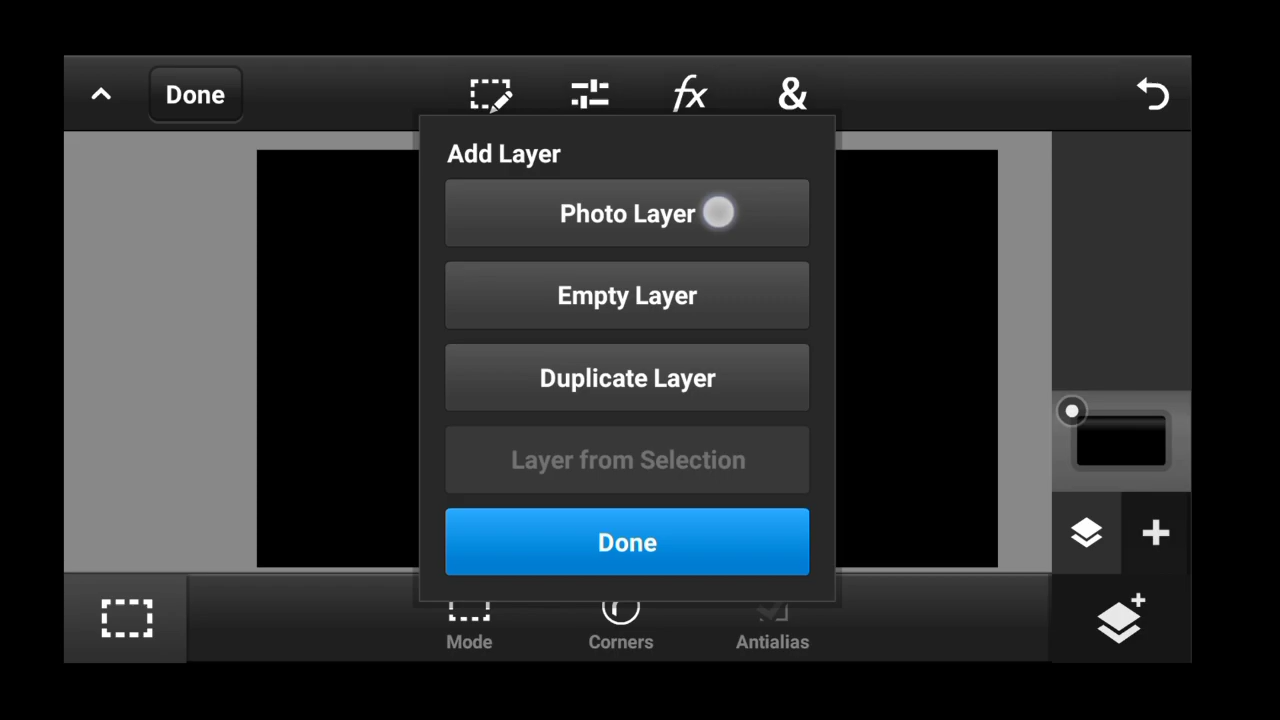 Done
fx
&
Add Layer
Photo Layer
Empty Layer
Duplicate Layer
Layer from Selection
Done
Mode
Corners
Antialias